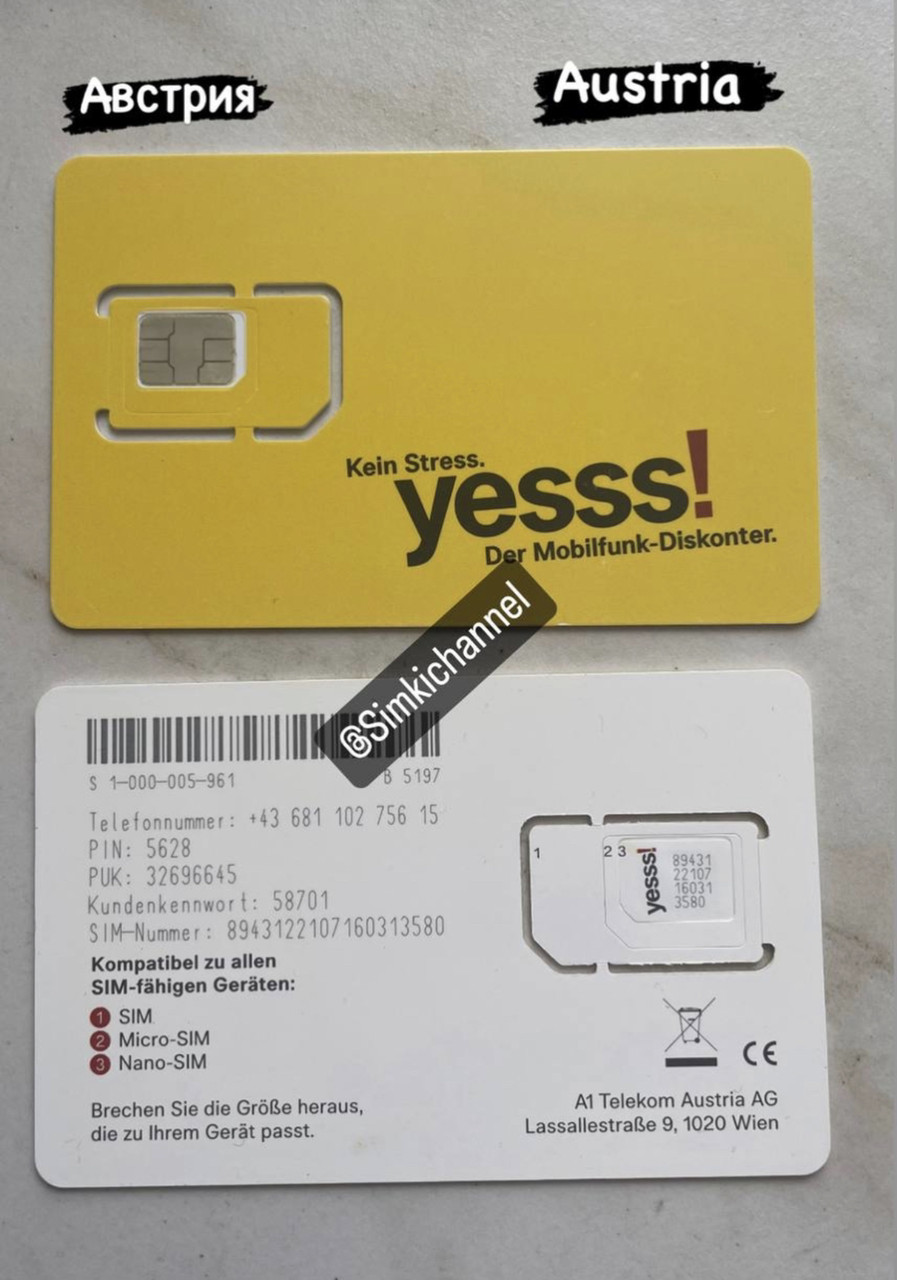 Австрия
Austria
Kein Stress.
yesss!
Der Mobilfunk-Diskonter.
@Simkichannel
S 1-000-005-961
B 5197
Telefonnummer: +43 681 102 756 15
PIN: 5628
PUK: 32696645
Kundenkennwort: 58701
SIM-Nummer: 8943122107160313580
Kompatibel zu allen
SIM-fähigen Geräten:
1 SIM
2 Micro-SIM
3 Nano-SIM
Brechen Sie die Größe heraus,
die zu Ihrem Gerät passt.
1
2 3
yesss!
89431
22107
16031
3580
CE
A1 Telekom Austria AG
Lassallestraße 9, 1020 Wien